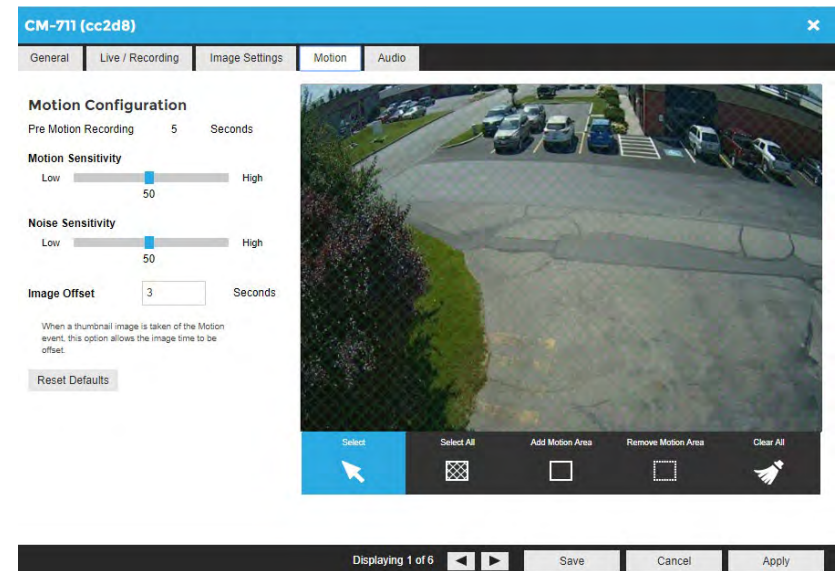 CM-711 (cc2d8)
General Live / Recording Image Settings Motion Audio
Motion Configuration
Pre Motion Recording 5 Seconds
Motion Sensitivity
Low High
50
Noise Sensitivity
Low High
50
Image Offset 3 Seconds
When a thumbnail image is taken of the Motion
event, this option allows the image time to be
offset.
Reset Defaults
Select Select All Add Motion Area Remove Motion Area Clear All
Displaying 1 of 6 Save Cancel Apply